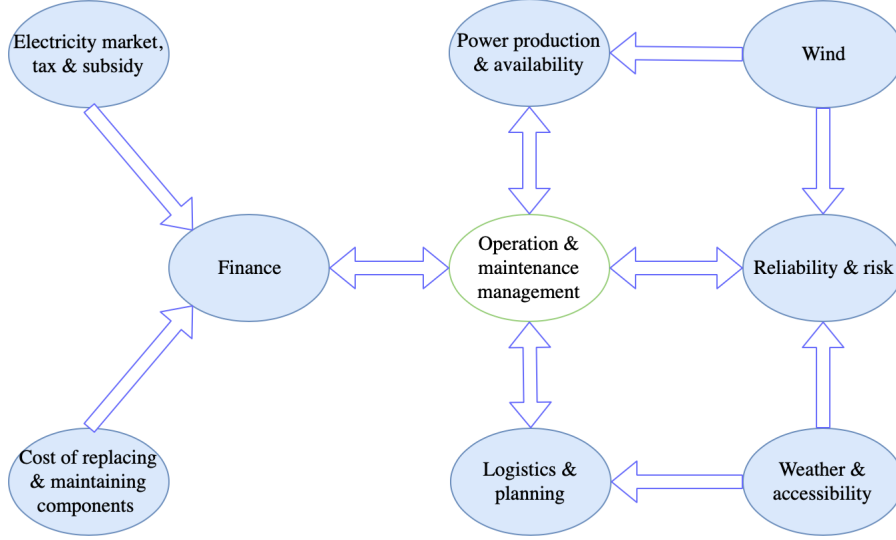 Electricity market,
tax & subsidy
Power production
& availability
Wind
Finance
Operation &
maintenance
management
Reliability & risk
Cost of replacing
& maintaining
components
Logistics &
planning
Weather &
accessibility